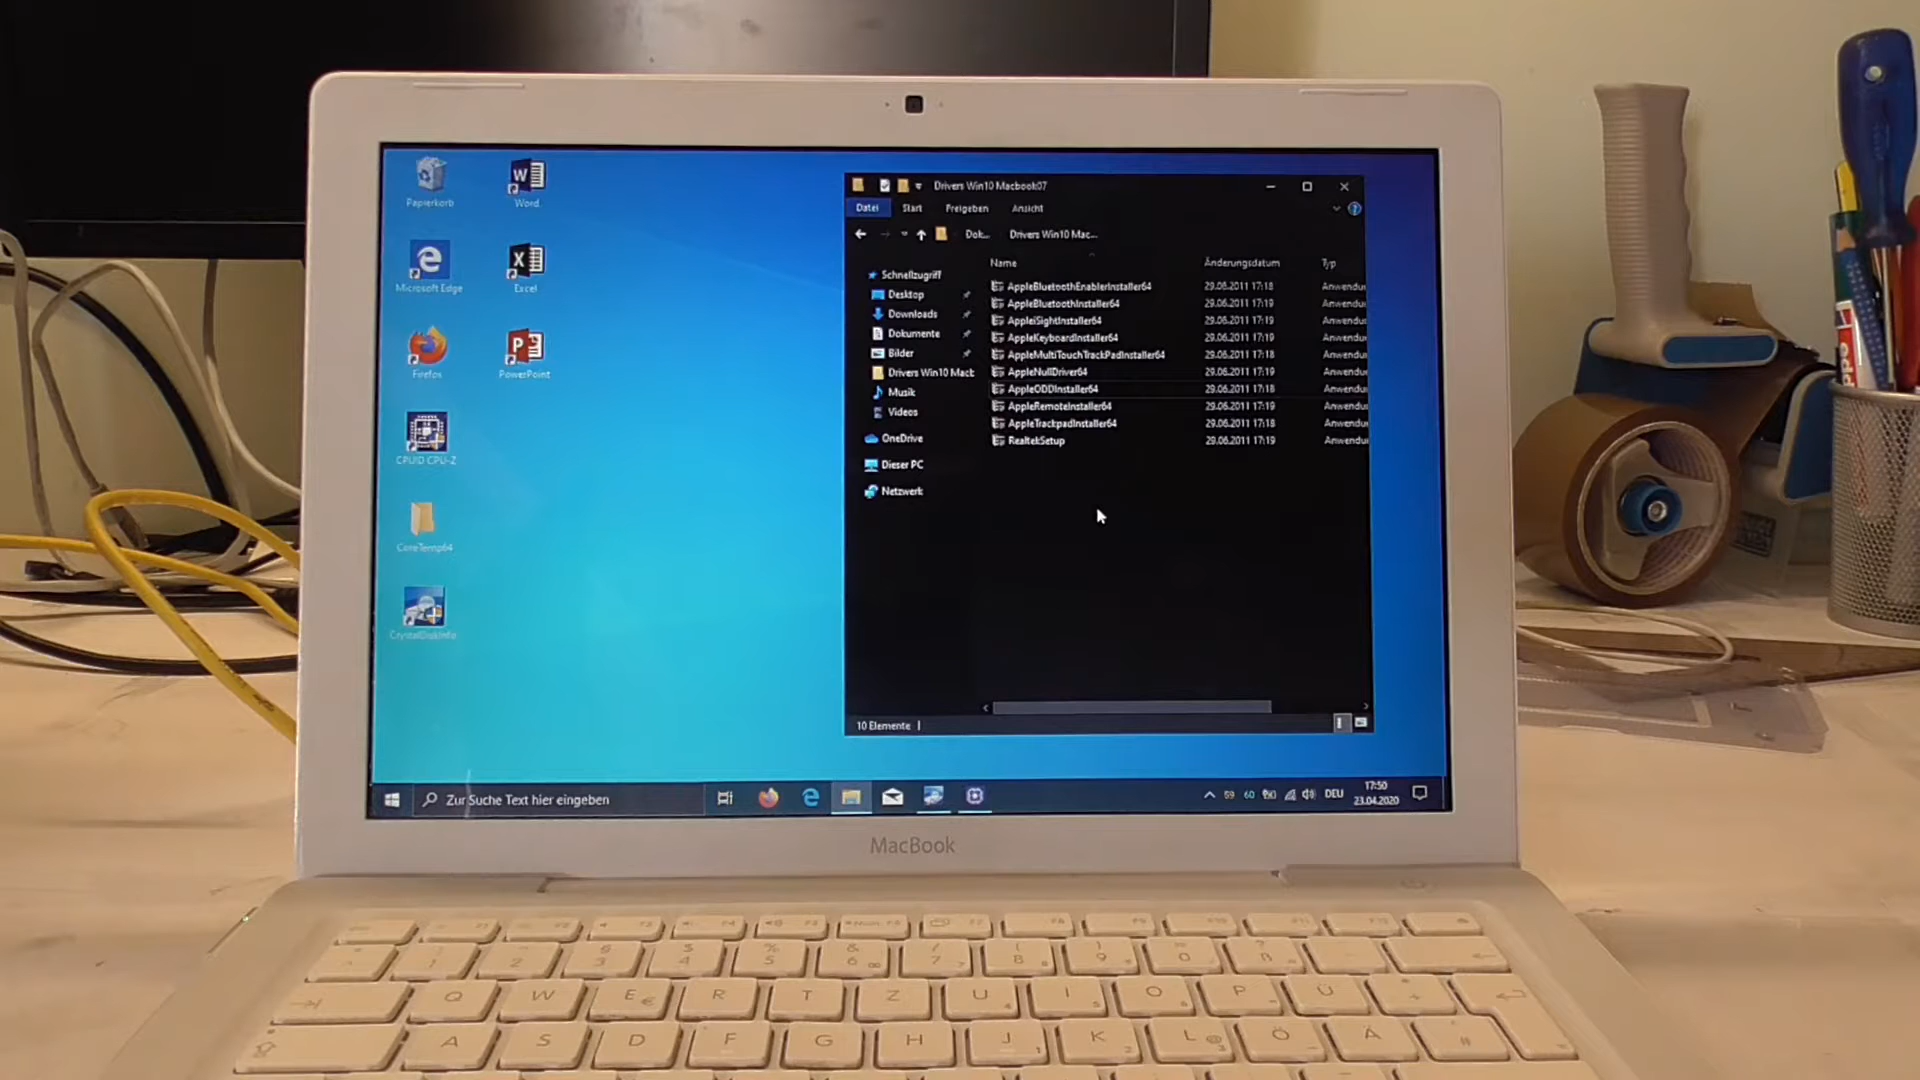 Papierkorb
Word
Microsoft Edge
Excel
Firefox
PowerPoint
CPUID CPU-Z
CoreTemp64
CrystalDiskInfo
Drivers Win10 Macbook07
Datei Start Freigeben Ansicht
Dok... Drivers Win10 Mac...
Name Änderungsdatum Typ
Schnellzugriff
Desktop
Downloads
Dokumente
Bilder
Drivers Win10 Macb
Musik
Videos
OneDrive
Dieser PC
Netzwerk
AppleBluetoothEnablerInstaller64 29.06.2011 17:18 Anwendu
AppleBluetoothInstaller64 29.06.2011 17:19 Anwendu
AppleiSightInstaller64 29.06.2011 17:19 Anwendu
AppleKeyboardInstaller64 29.06.2011 17:19 Anwendu
AppleMultiTouchTrackPadInstaller64 29.06.2011 17:18 Anwendu
AppleNullDriver64 29.06.2011 17:19 Anwendu
AppleODDInstaller64 29.06.2011 17:18 Anwendu
AppleRemoteInstaller64 29.06.2011 17:19 Anwendu
AppleTrackpadInstaller64 29.06.2011 17:18 Anwendu
RealtekSetup 29.06.2011 17:19 Anwendu
10 Elemente
Zur Suche Text hier eingeben
59 60 DEU 17:50
23.04.2020
MacBook
Q W E € R T Z U I O P Ü
A S D F G H J K L @ Ö Ä